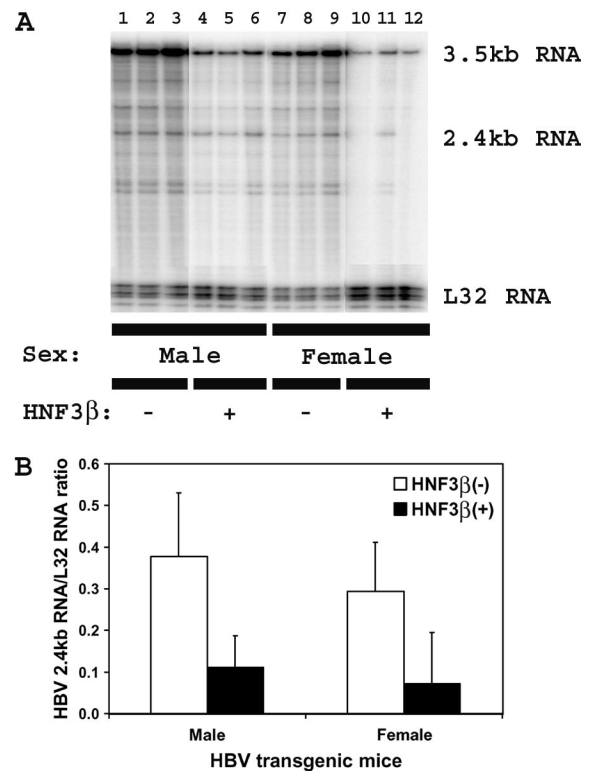 A
1 2 3 4 5 6 7 8 9 10 11 12
3.5kb RNA
2.4kb RNA
L32 RNA
Sex: Male Female
HNF3β: - + - +
B
HBV 2.4kb RNA/L32 RNA ratio
0.6
0.5
0.4
0.3
0.2
0.1
0.0
HNF3β(-)
HNF3β(+)
Male Female
HBV transgenic mice